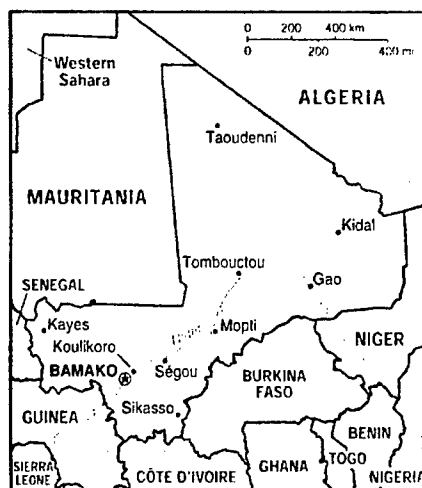 0 200 400 km
0 200 400 mi
Western
Sahara
ALGERIA
Taoudenni
MAURITANIA
Kidal
Tombouctou
Gao
SENEGAL
Kayes
Mopti
NIGER
Koulikoro
BAMAKO
Ségou
BURKINA
FASO
GUINEA
Sikasso
BENIN
SIERRA
LEONE
CÔTE D'IVOIRE
GHANA
TOGO
NIGERIA